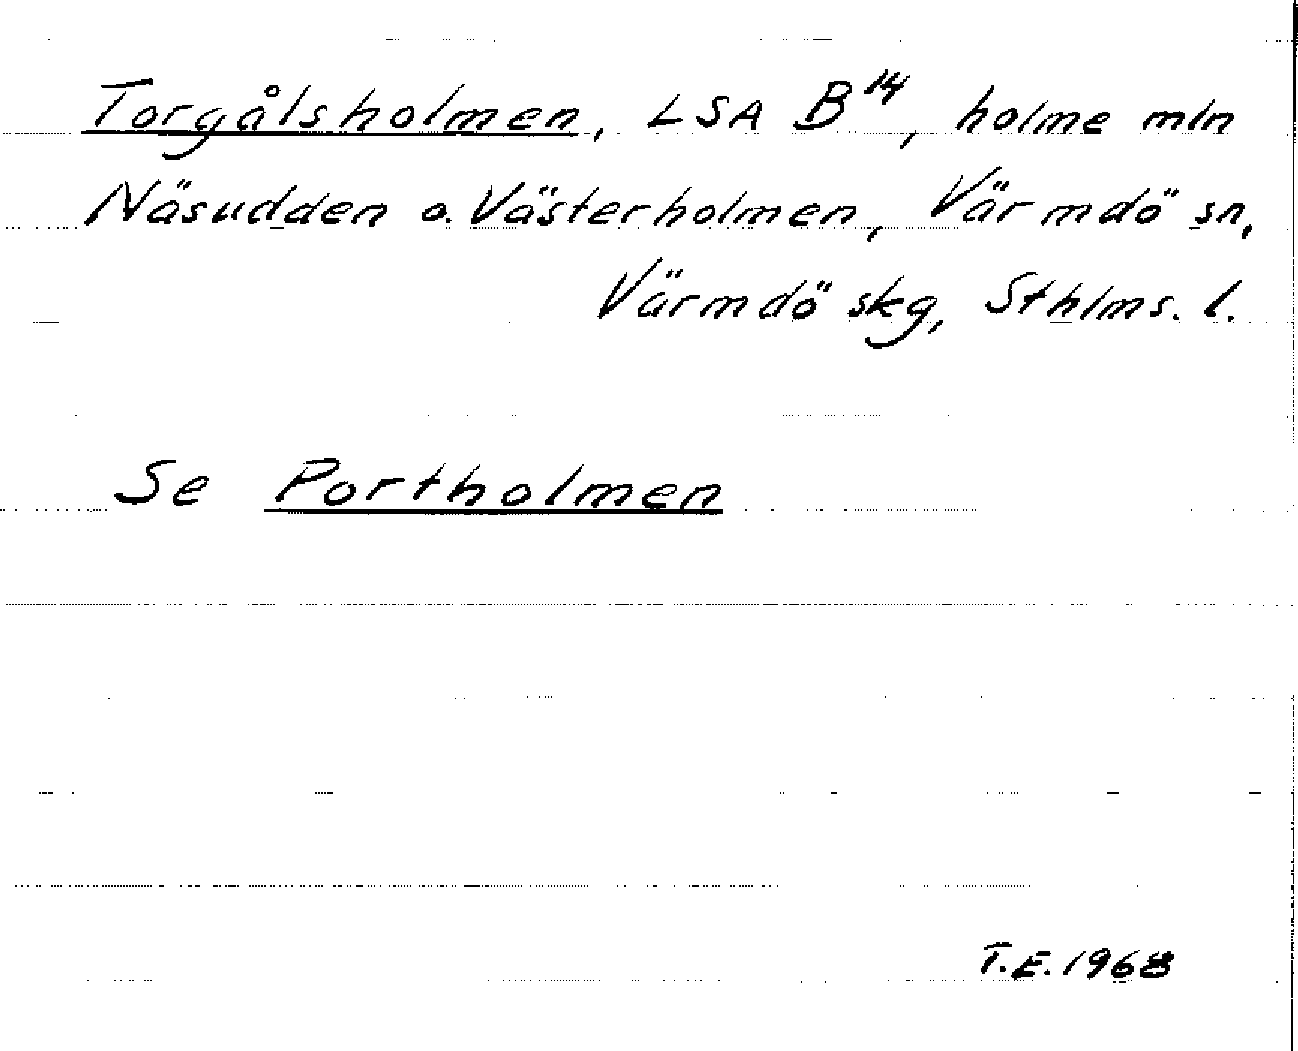 Torgålsholmen, LSA B¹⁴, holme mln
Näsudden o. Västerholmen, Värmdö sn,
Värmdö skg, Sthlms. l.
Se Portholmen
T.E. 1968